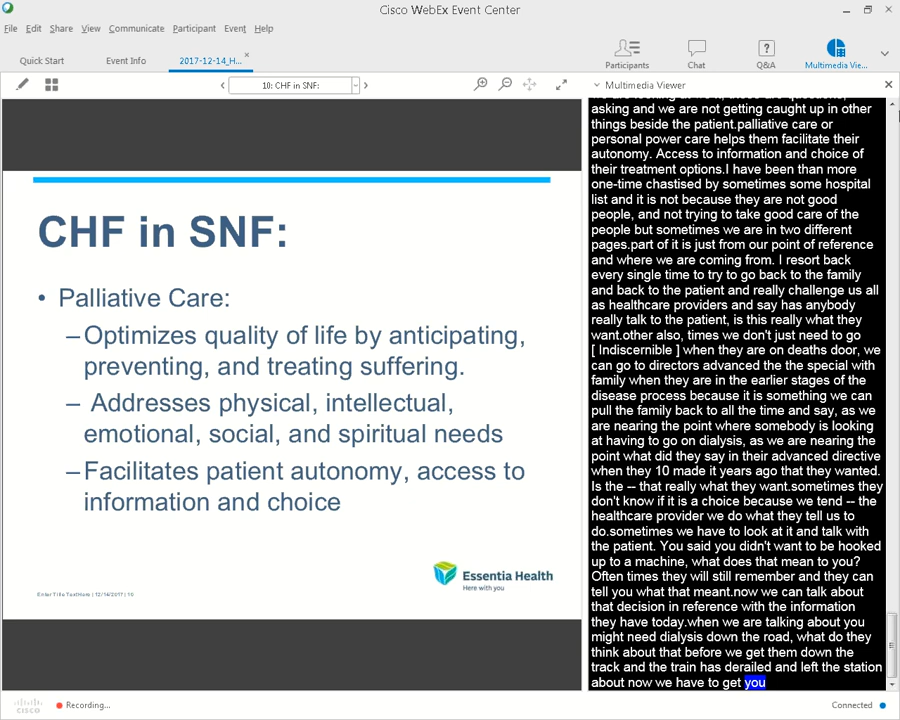 Cisco WebEx Event Center
File Edit Share View Communicate Participant Event Help
Quick Start Event Info 2017-12-14_H... Participants Chat Q&A Multimedia Vie...
10: CHF in SNF: Multimedia Viewer
CHF in SNF:
• Palliative Care:
–Optimizes quality of life by anticipating,
preventing, and treating suffering.
– Addresses physical, intellectual,
emotional, social, and spiritual needs
–Facilitates patient autonomy, access to
information and choice
Essentia Health
Here with you
Enter Title Text Here | 12/14/2017 | 10
asking and we are not getting caught up in other
things beside the patient.palliative care or
personal power care helps them facilitate their
autonomy. Access to information and choice of
their treatment options.I have been than more
one-time chastised by sometimes some hospital
list and it is not because they are not good
people, and not trying to take good care of the
people but sometimes we are in two different
pages.part of it is just from our point of reference
and where we are coming from. I resort back
every single time to try to go back to the family
and back to the patient and really challenge us all
as healthcare providers and say has anybody
really talk to the patient, is this really what they
want.other also, times we don't just need to go
[ Indiscernible ] when they are on deaths door, we
can go to directors advanced the the special with
family when they are in the earlier stages of the
disease process because it is something we can
pull the family back to all the time and say, as we
are nearing the point where somebody is looking
at having to go on dialysis, as we are nearing the
point what did they say in their advanced directive
when they 10 made it years ago that they wanted.
Is the -- that really what they want.sometimes they
don't know if it is a choice because we tend -- the
healthcare provider we do what they tell us to
do.sometimes we have to look at it and talk with
the patient. You said you didn't want to be hooked
up to a machine, what does that mean to you?
Often times they will still remember and they can
tell you what that meant.now we can talk about
that decision in reference with the information
they have today.when we are talking about you
might need dialysis down the road, what do they
think about that before we get them down the
track and the train has derailed and left the station
about now we have to get you
cisco Recording... Connected